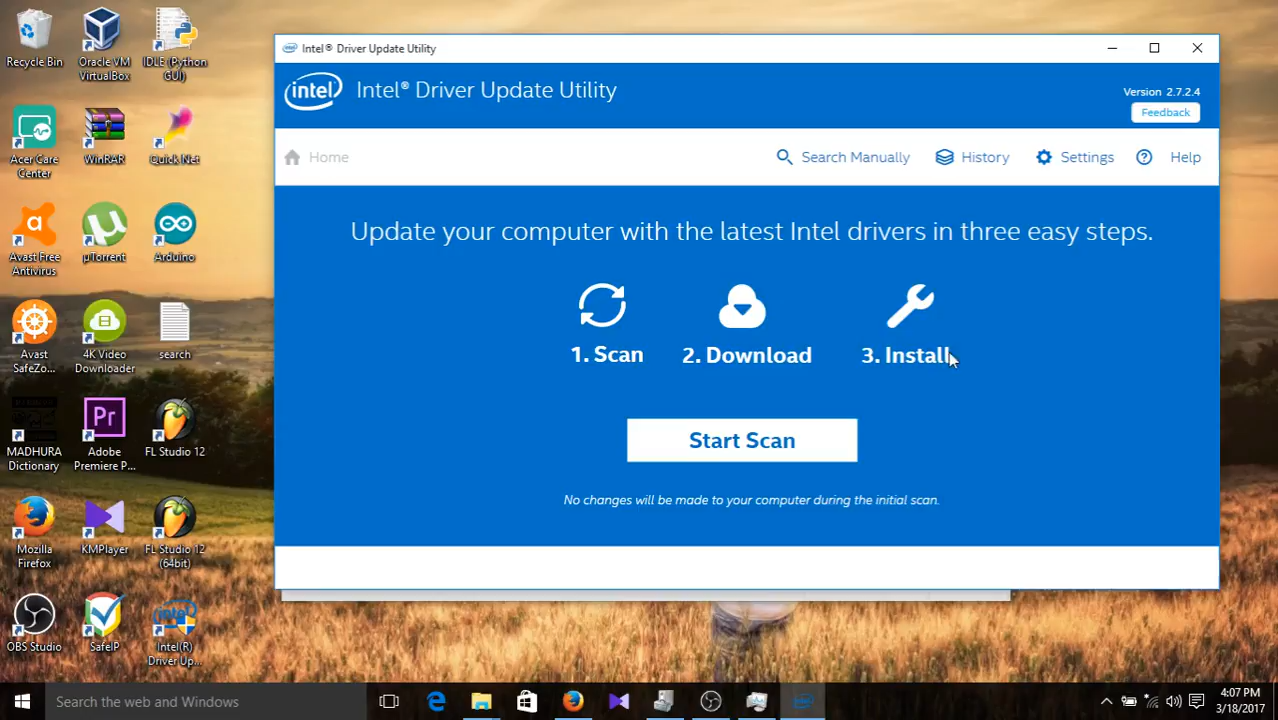 Recycle Bin
Oracle VM
VirtualBox
IDLE (Python
GUI)
Acer Care
Center
WinRAR
Quick Net
Avast Free
Antivirus
µTorrent
Arduino
Avast
SafeZo...
4K Video
Downloader
search
MADHURA
Dictionary
Pr
Adobe
Premiere P...
FL Studio 12
Mozilla
Firefox
KMPlayer
FL Studio 12
(64bit)
OBS Studio
SafeIP
Intel(R)
Driver Up...
Intel® Driver Update Utility
intel
Intel® Driver Update Utility
Version 2.7.2.4
Feedback
Home
Search Manually
History
Settings
Help
Update your computer with the latest Intel drivers in three easy steps.
1. Scan
2. Download
3. Install
Start Scan
No changes will be made to your computer during the initial scan.
Search the web and Windows
4:07 PM
3/18/2017